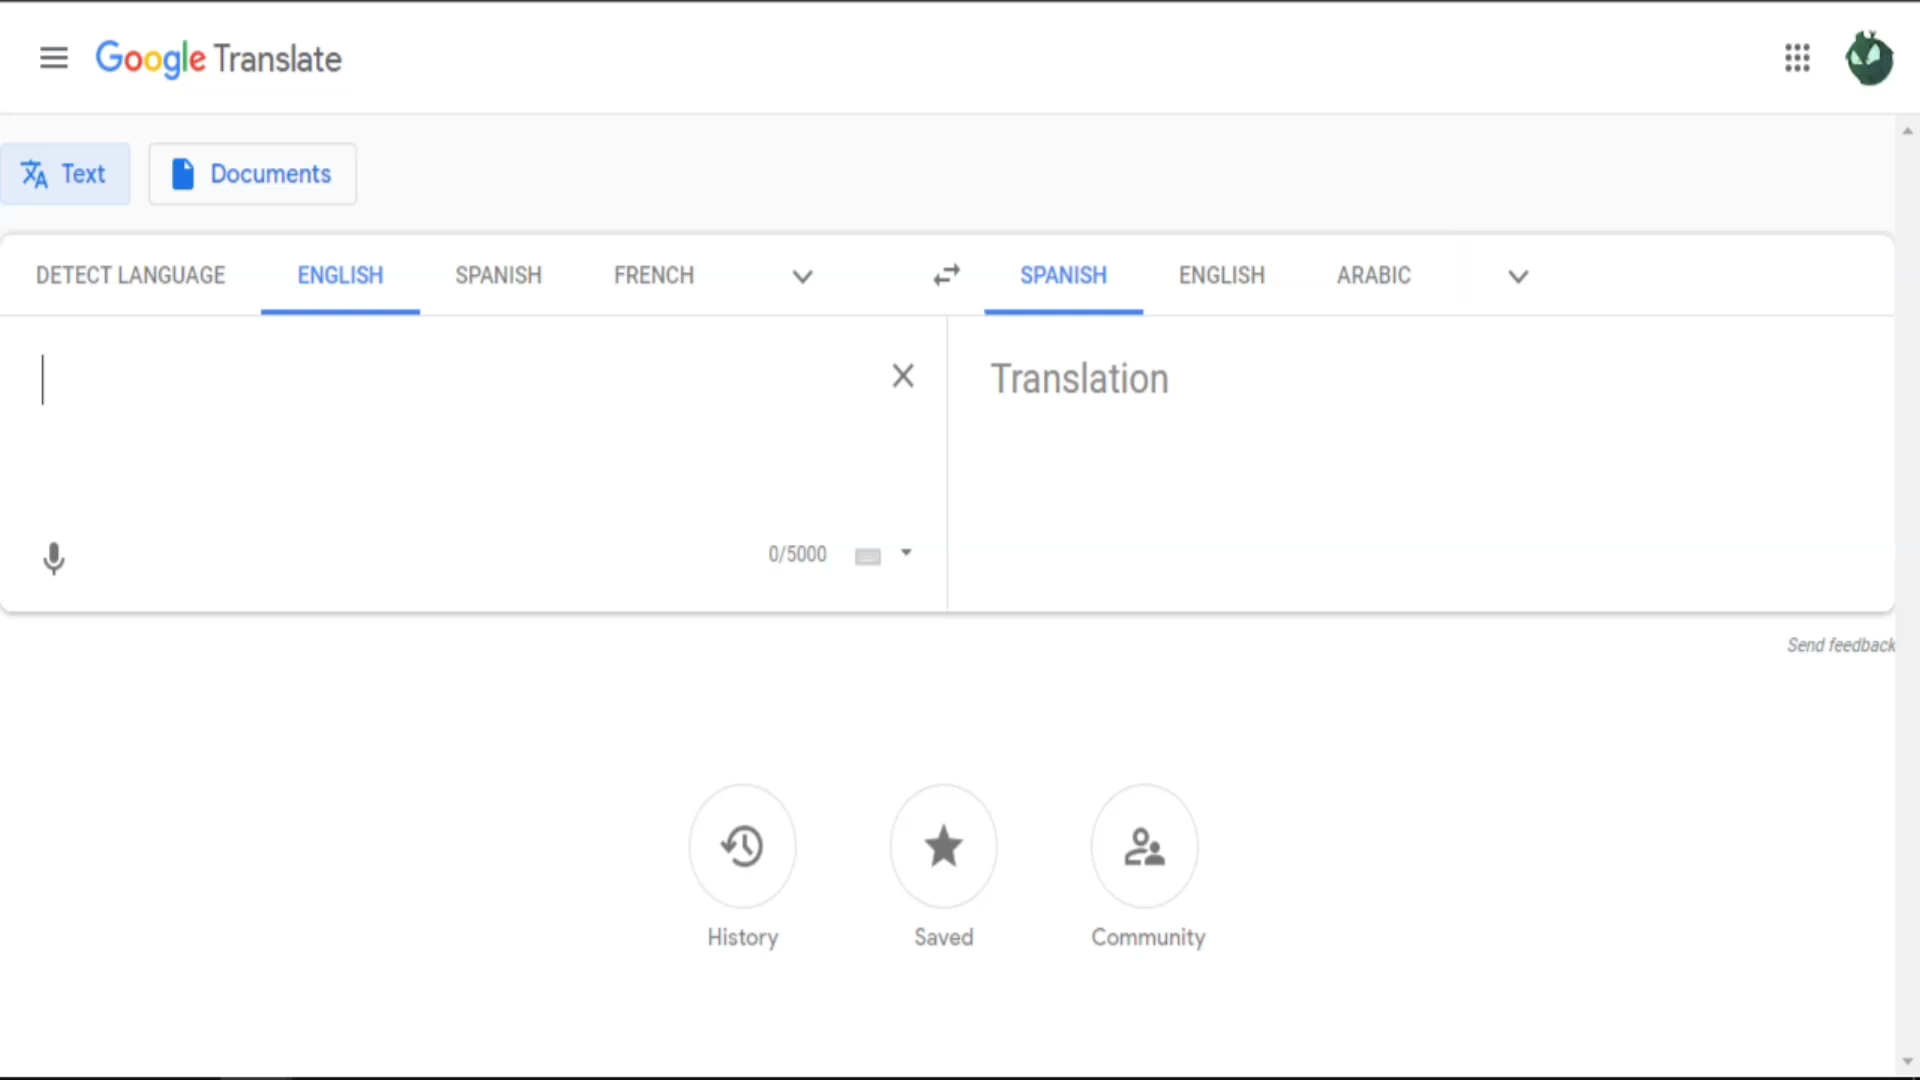 Google Translate
Text Documents
DETECT LANGUAGE ENGLISH SPANISH FRENCH SPANISH ENGLISH ARABIC
Translation
0/5000
Send feedback
History Saved Community